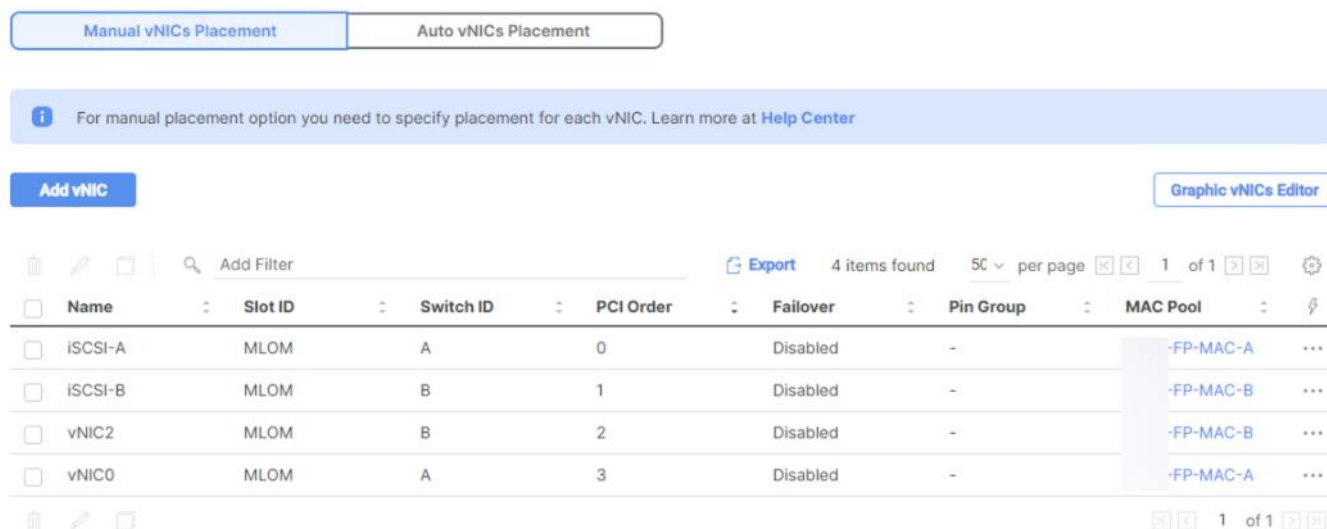 Manual vNICs Placement Auto vNICs Placement
For manual placement option you need to specify placement for each vNIC. Learn more at Help Center
Add vNIC Graphic vNICs Editor
Add Filter Export 4 items found 50 per page 1 of 1
Name Slot ID Switch ID PCI Order Failover Pin Group MAC Pool
iSCSI-A MLOM A 0 Disabled - -FP-MAC-A ...
iSCSI-B MLOM B 1 Disabled - -FP-MAC-B ...
vNIC2 MLOM B 2 Disabled - -FP-MAC-B ...
vNIC0 MLOM A 3 Disabled - -FP-MAC-A ...
1 of 1